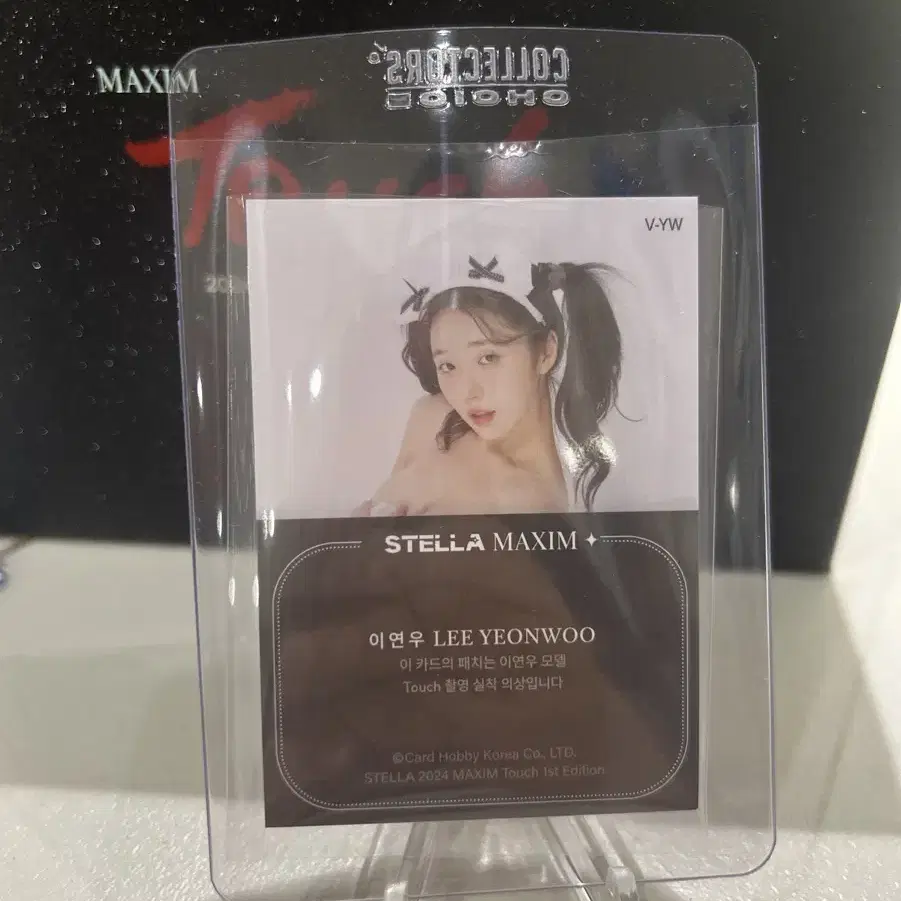 COLLECTORS
MAXIM
Touch
V-YW
STELLA MAXIM
이연우 LEE YEONWOO
이 카드의 패치는 이연우 모델
Touch 촬영 실착 의상입니다
©Card Hobby Korea Co., LTD.
STELLA 2024 MAXIM Touch 1st Edition